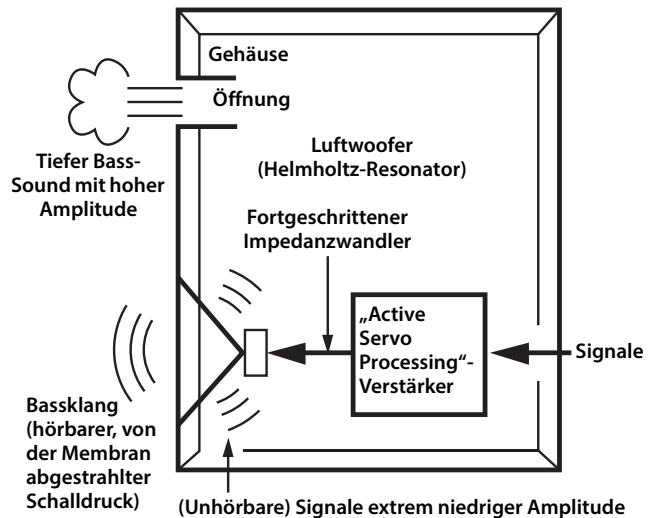 Gehäuse
Öffnung
Tiefer Bass-
Sound mit hoher
Amplitude
Luftwoofer
(Helmholtz-Resonator)
Fortgeschrittener
Impedanzwandler
„Active
Servo
Processing“-
Verstärker
Signale
Bassklang
(hörbarer, von
der Membran
abgestrahlter
Schalldruck)
(Unhörbare) Signale extrem niedriger Amplitude